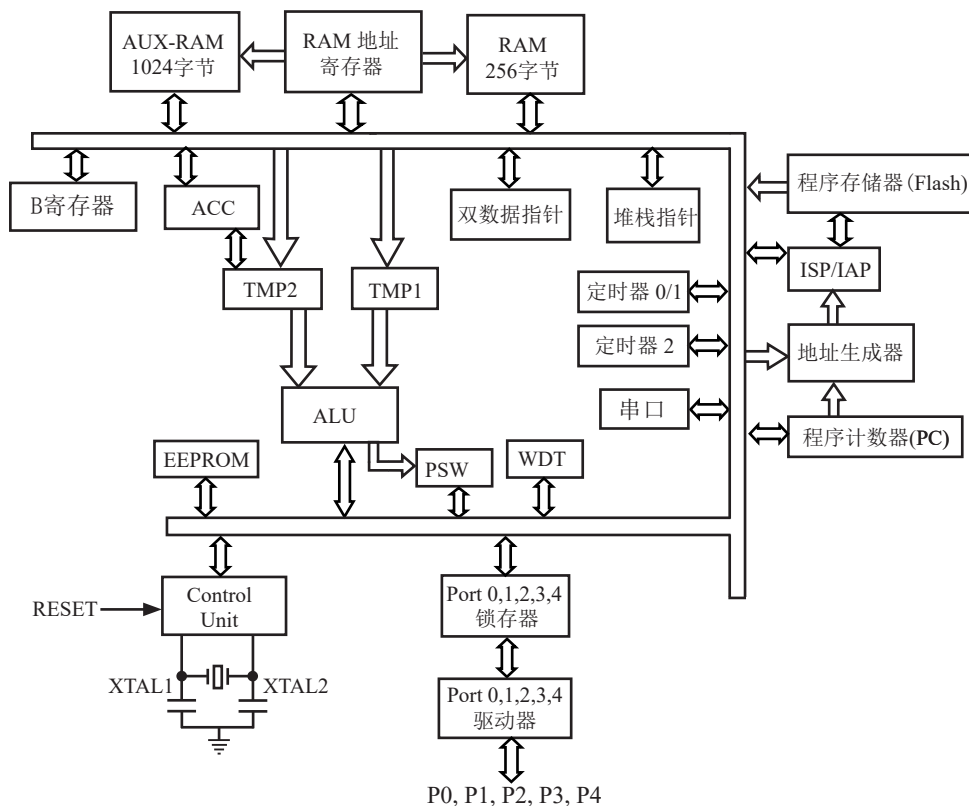 AUX-RAM
1024字节
RAM 地址
寄存器
RAM
256字节
B寄存器
ACC
双数据指针
堆栈指针
程序存储器(Flash)
ISP/IAP
TMP2
TMP1
定时器 0/1
定时器 2
地址生成器
ALU
串口
程序计数器(PC)
EEPROM
PSW
WDT
RESET
Control
Unit
Port 0,1,2,3,4
锁存器
XTAL1
XTAL2
Port 0,1,2,3,4
驱动器
P0, P1, P2, P3, P4